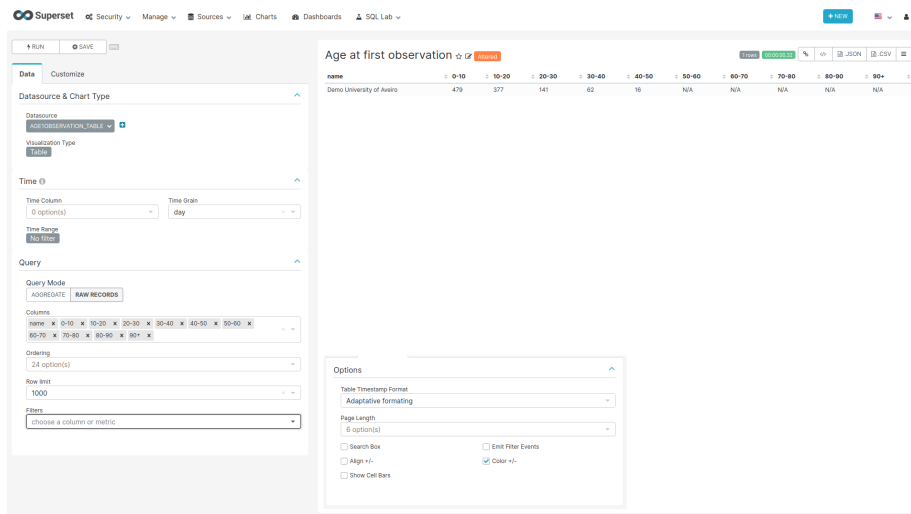 Superset Security Manage Sources Charts Dashboards SQL Lab + NEW
RUN SAVE
Data Customize
Datasource & Chart Type
Datasource
AGE1OBSERVATION_TABLE
Visualization Type
Table
Time
Time Column Time Grain
0 option(s) day
Time Range
No filter
Query
Query Mode
AGGREGATE RAW RECORDS
Columns
name x 0-10 x 10-20 x 20-30 x 30-40 x 40-50 x 50-60 x
60-70 x 70-80 x 80-90 x 90+ x
Ordering
24 option(s)
Row limit
1000
Filters
choose a column or metric
Age at first observation Altered 1 rows 00:00:00.22 </> .JSON .CSV
name 0-10 10-20 20-30 30-40 40-50 50-60 60-70 70-80 80-90 90+
Demo University of Aveiro 479 377 141 62 16 N/A N/A N/A N/A N/A
Options
Table Timestamp Format
Adaptative formating
Page Length
6 option(s)
Search Box Emit Filter Events
Align +/- Color +/-
Show Cell Bars